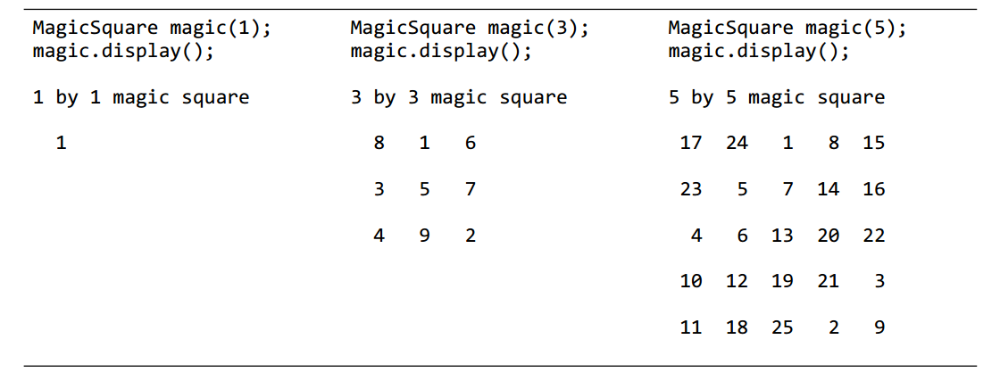 MagicSquare magic(1);
magic.display();
1 by 1 magic square
1
MagicSquare magic(3);
magic.display();
3 by 3 magic square
8 1 6
3 5 7
4 9 2
MagicSquare magic(5);
magic.display();
5 by 5 magic square
17 24 1 8 15
23 5 7 14 16
4 6 13 20 22
10 12 19 21 3
11 18 25 2 9